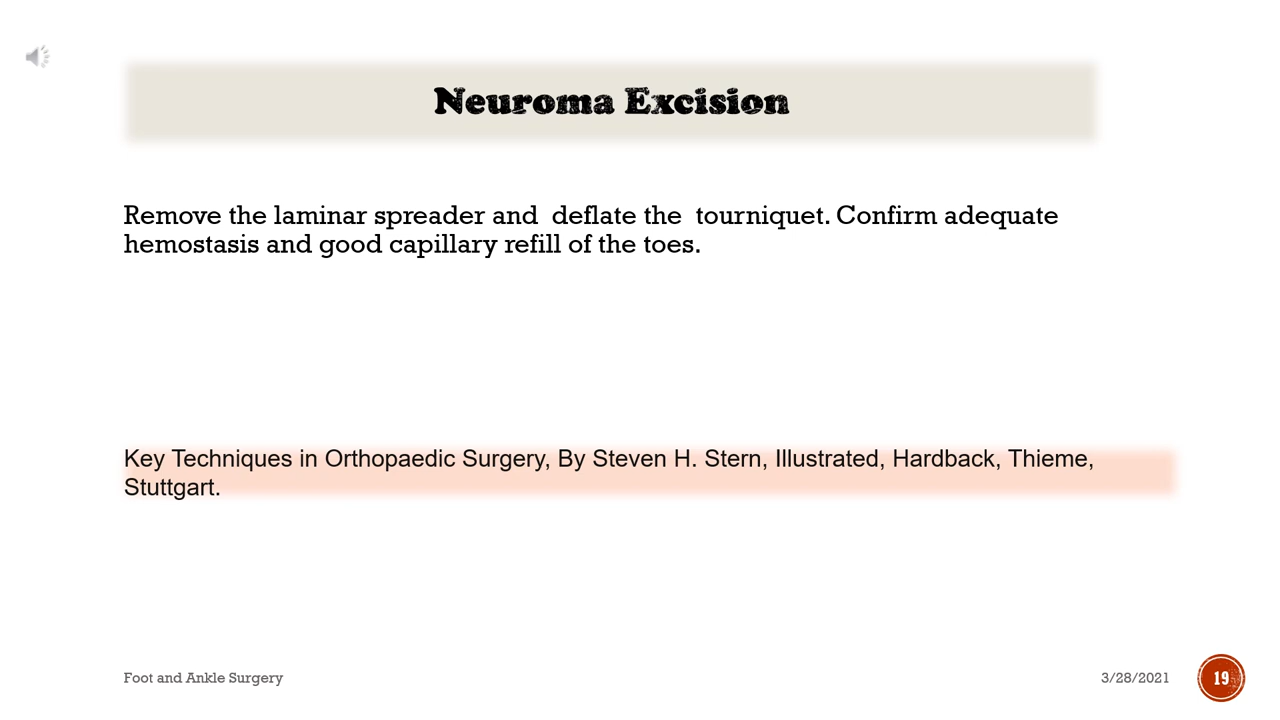 Neuroma Excision
Remove the laminar spreader and  deflate the  tourniquet. Confirm adequate
hemostasis and good capillary refill of the toes.
Key Techniques in Orthopaedic Surgery, By Steven H. Stern, Illustrated, Hardback, Thieme,
Stuttgart.
Foot and Ankle Surgery
3/28/2021
19